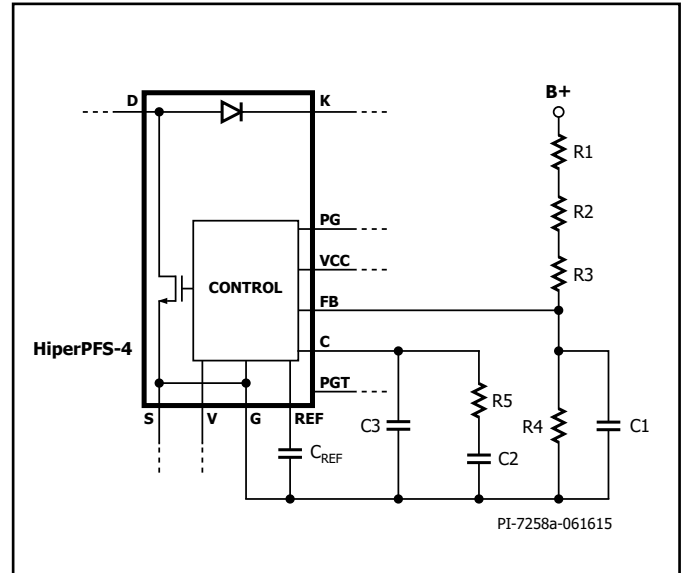 D
K
B+
R1
R2
R3
PG
VCC
CONTROL
FB
C
HiperPFS-4
PGT
S
V
G
REF
R5
C3
R4
C1
CREF
C2
PI-7258a-061615